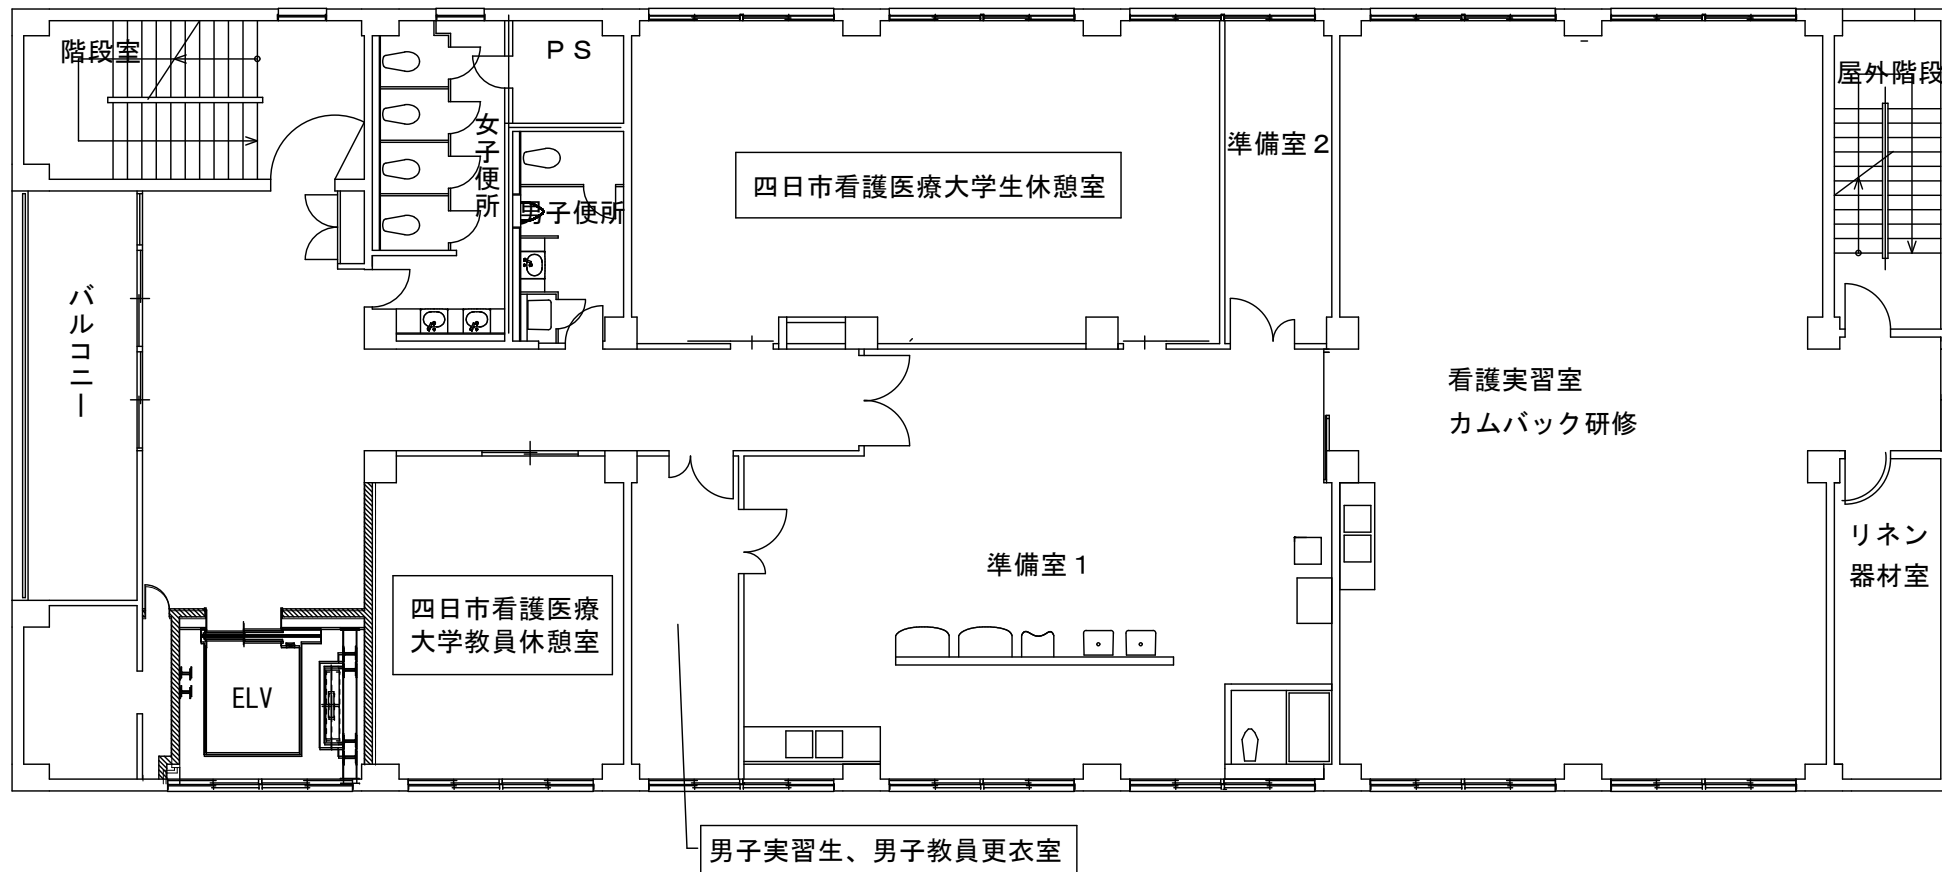 階段室
PS
屋外階段
女子便所
男子便所
四日市看護医療大学生休憩室
準備室2
バルコニー
看護実習室
カムバック研修
四日市看護医療
大学教員休憩室
準備室1
リネン
器材室
ELV
男子実習生、男子教員更衣室